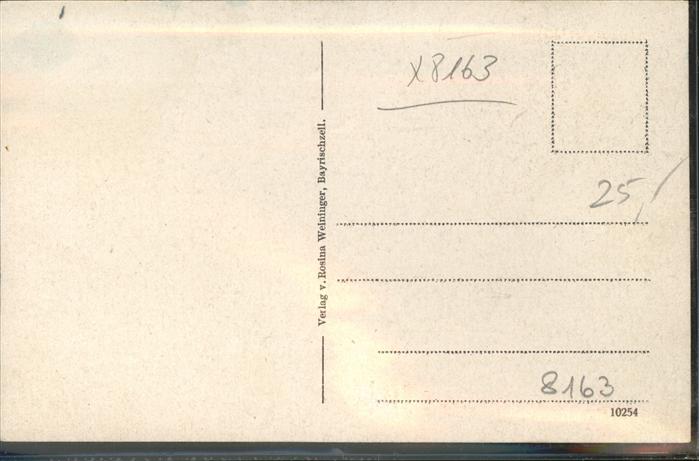 x8163
25,-
Verlag v. Rosina Weininger, Bayrischzell.
8163
10254